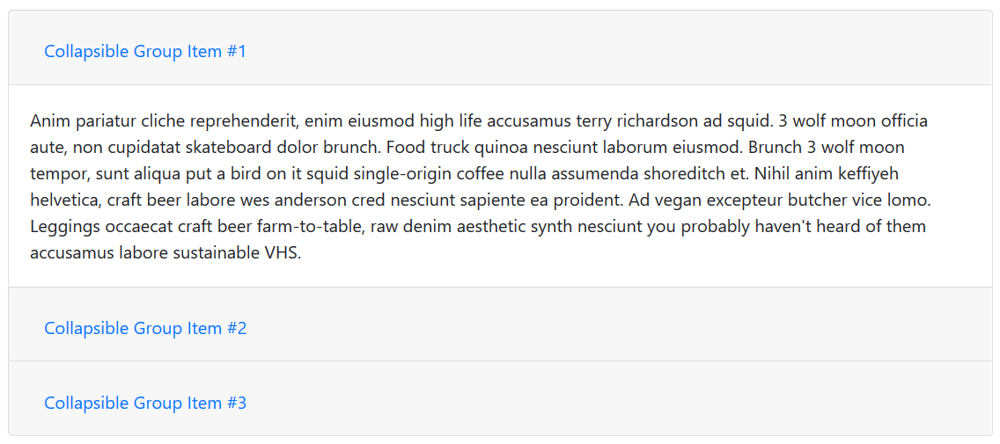 Collapsible Group Item #1
Anim pariatur cliche reprehenderit, enim eiusmod high life accusamus terry richardson ad squid. 3 wolf moon officia
aute, non cupidatat skateboard dolor brunch. Food truck quinoa nesciunt laborum eiusmod. Brunch 3 wolf moon
tempor, sunt aliqua put a bird on it squid single-origin coffee nulla assumenda shoreditch et. Nihil anim keffiyeh
helvetica, craft beer labore wes anderson cred nesciunt sapiente ea proident. Ad vegan excepteur butcher vice lomo.
Leggings occaecat craft beer farm-to-table, raw denim aesthetic synth nesciunt you probably haven't heard of them
accusamus labore sustainable VHS.
Collapsible Group Item #2
Collapsible Group Item #3